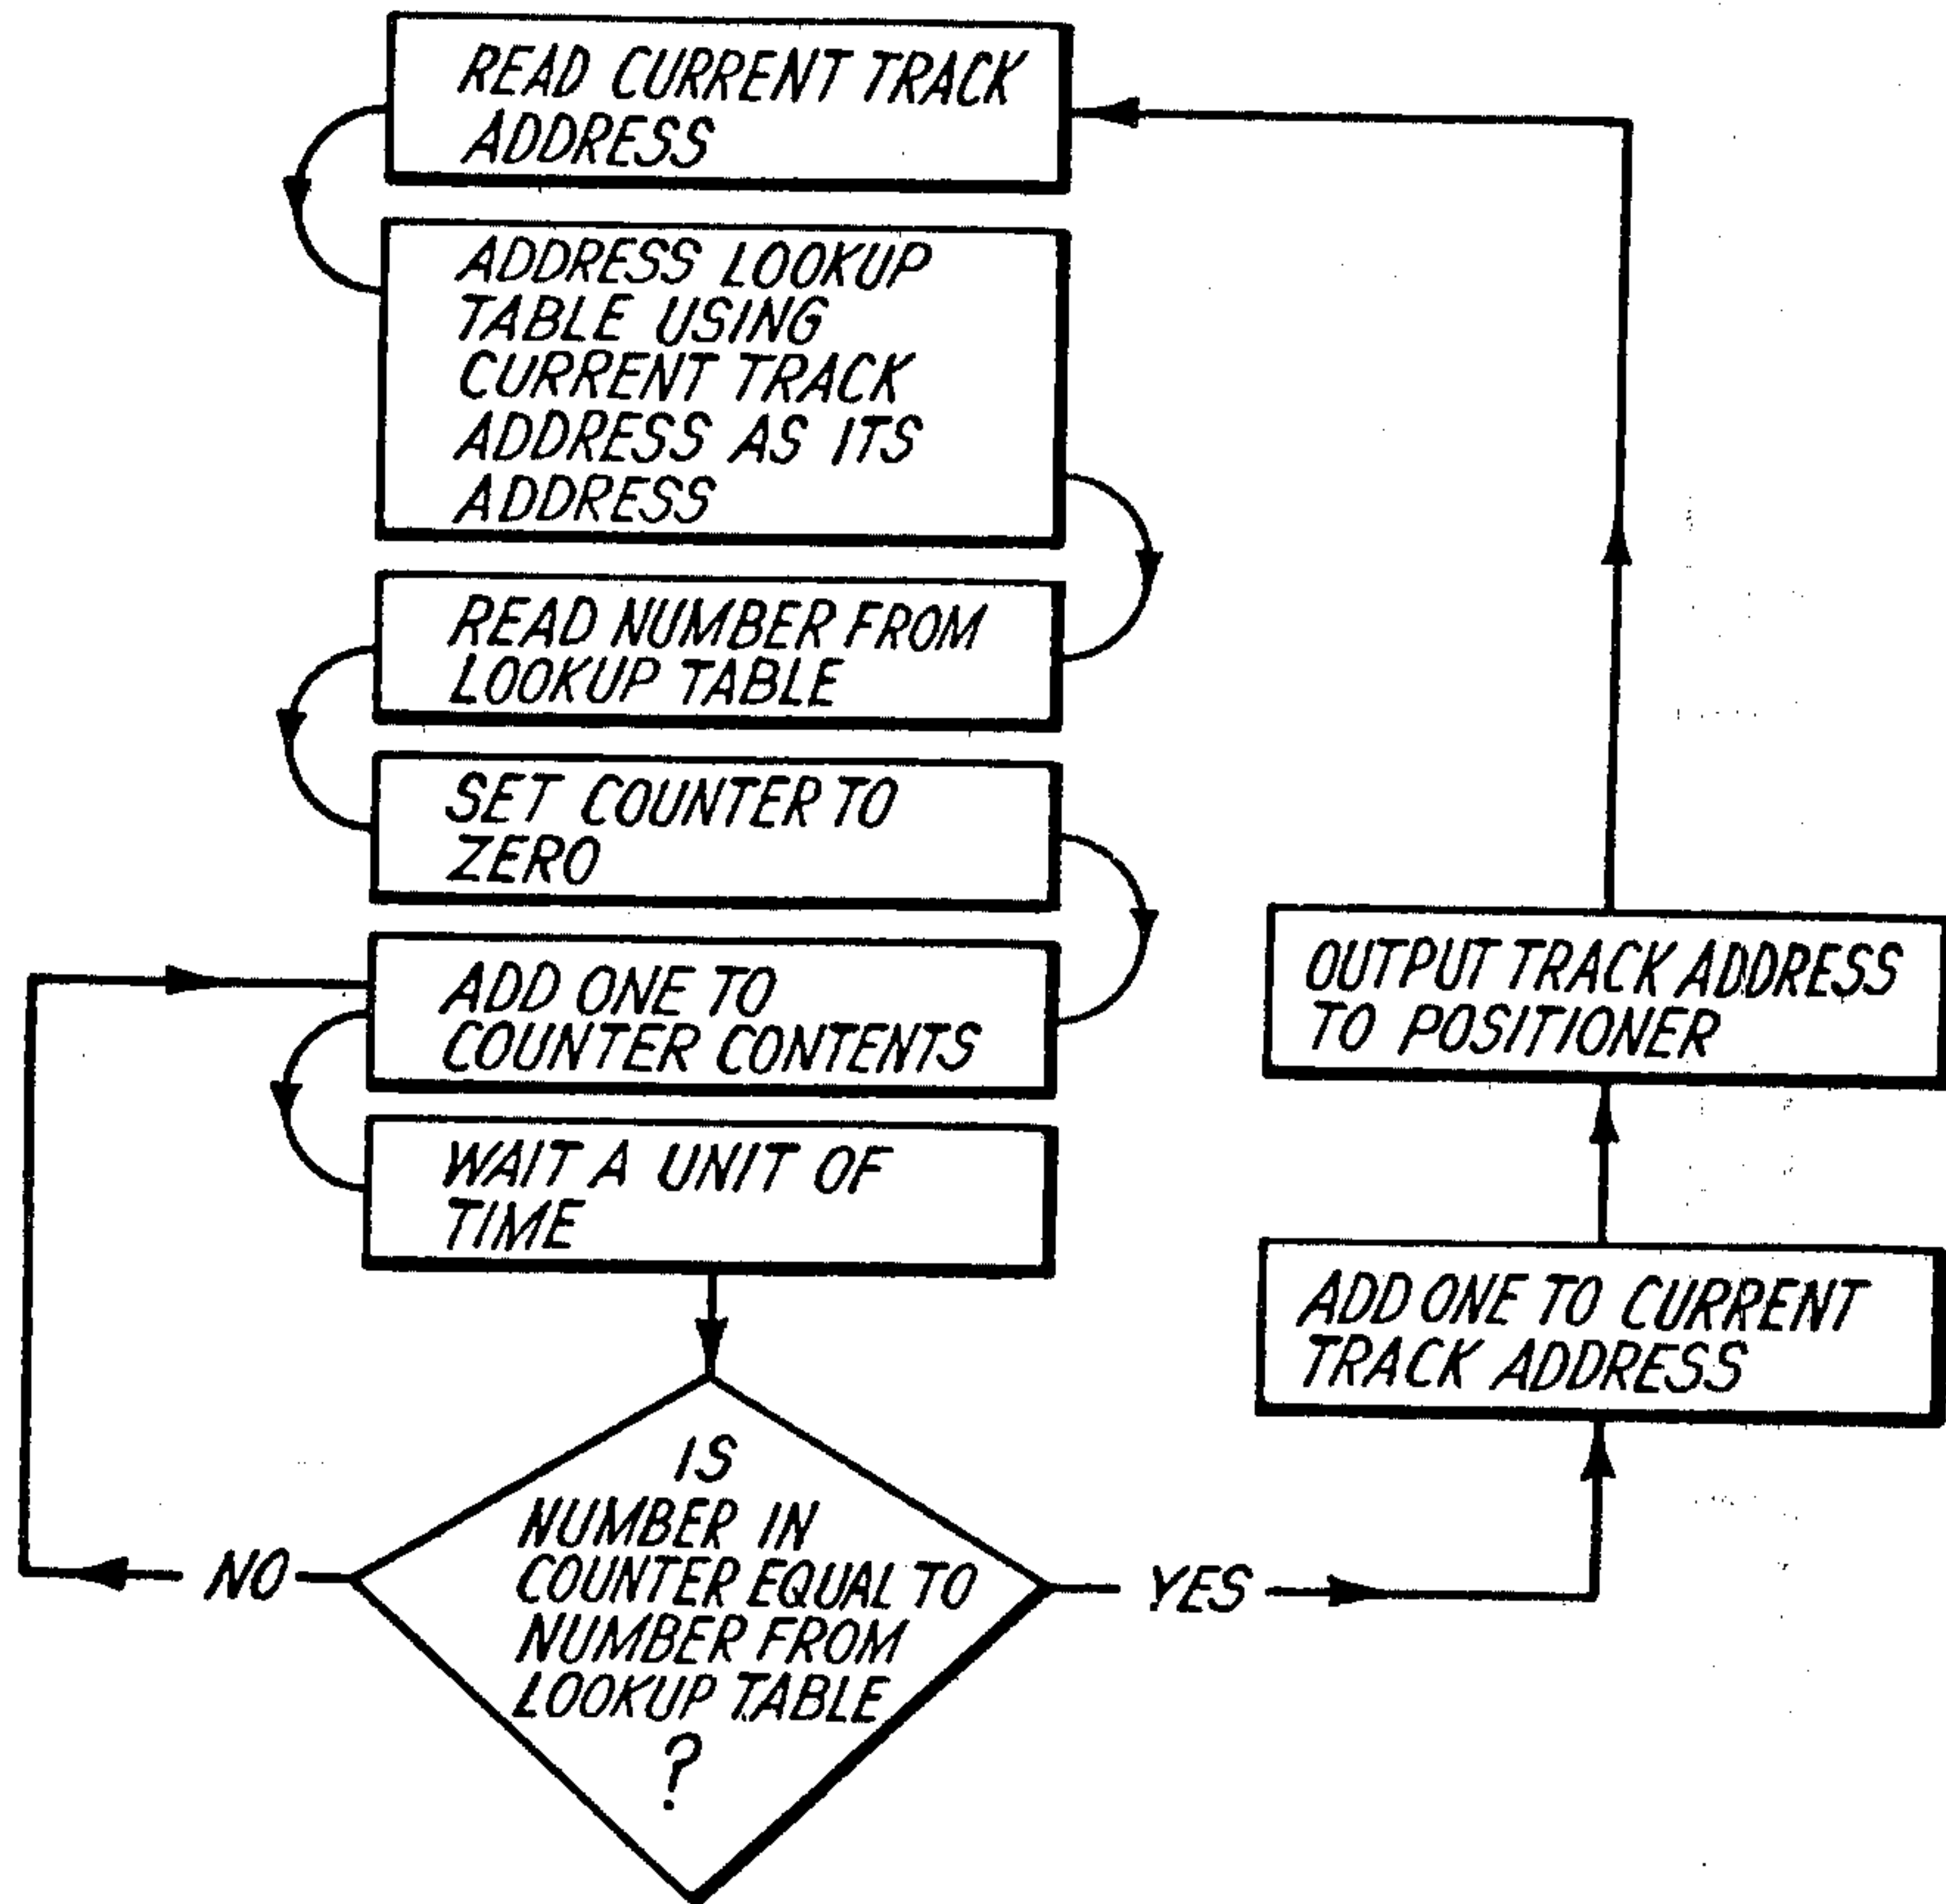 READ CURRENT TRACK
ADDRESS
ADDRESS LOOKUP
TABLE USING
CURRENT TRACK
ADDRESS AS ITS
ADDRESS
READ NUMBER FROM
LOOKUP TABLE
SET COUNTER TO
ZERO
ADD ONE TO
COUNTER CONTENTS
WAIT A UNIT OF
TIME
IS
NUMBER IN
COUNTER EQUAL TO
NUMBER FROM
LOOKUP TABLE
?
NO
YES
ADD ONE TO CURRENT
TRACK ADDRESS
OUTPUT TRACK ADDRESS
TO POSITIONER